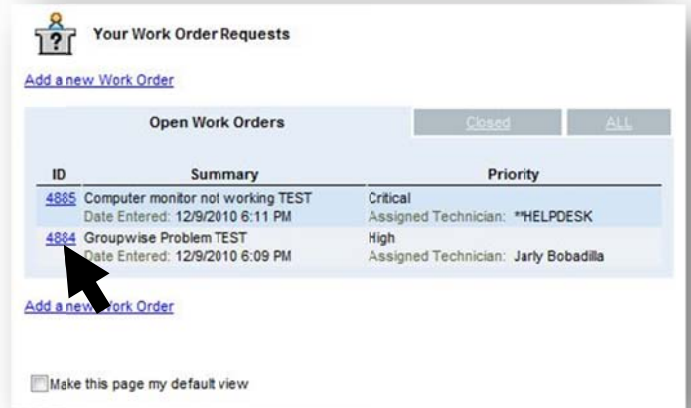 ?
Your Work Order Requests
Add a new Work Order
Open Work Orders Closed ALL
ID Summary Priority
4885 Computer monitor not working TEST Critical
Date Entered: 12/9/2010 6:11 PM Assigned Technician: **HELPDESK
4884 Groupwise Problem TEST High
Date Entered: 12/9/2010 6:09 PM Assigned Technician: Jarly Bobadilla
Add a new Work Order
Make this page my default view